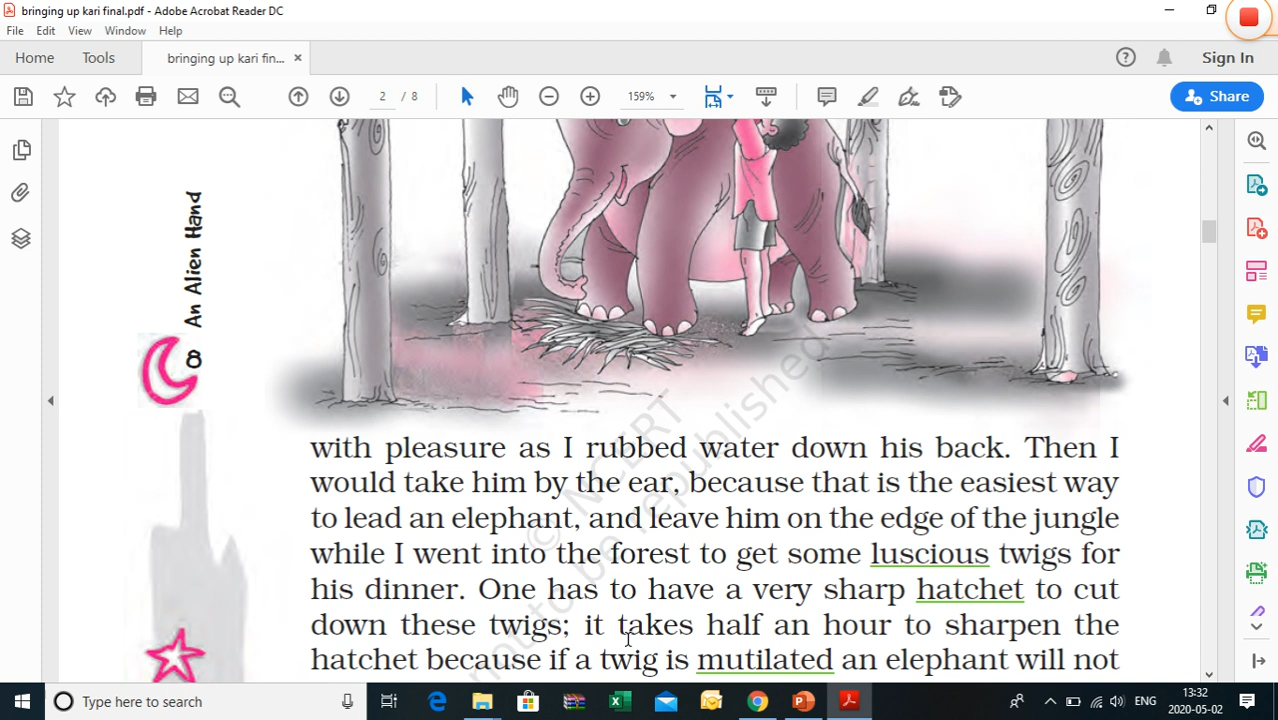 bringing up kari final.pdf - Adobe Acrobat Reader DC
File Edit View Window Help
Home Tools bringing up kari fin... × Sign In
2 / 8 159% Share
An Alien Hand
8
© NCERT
not to be republished
with pleasure as I rubbed water down his back. Then I
would take him by the ear, because that is the easiest way
to lead an elephant, and leave him on the edge of the jungle
while I went into the forest to get some luscious twigs for
his dinner. One has to have a very sharp hatchet to cut
down these twigs; it takes half an hour to sharpen the
hatchet because if a twig is mutilated an elephant will not
Type here to search
ENG
13:32
2020-05-02